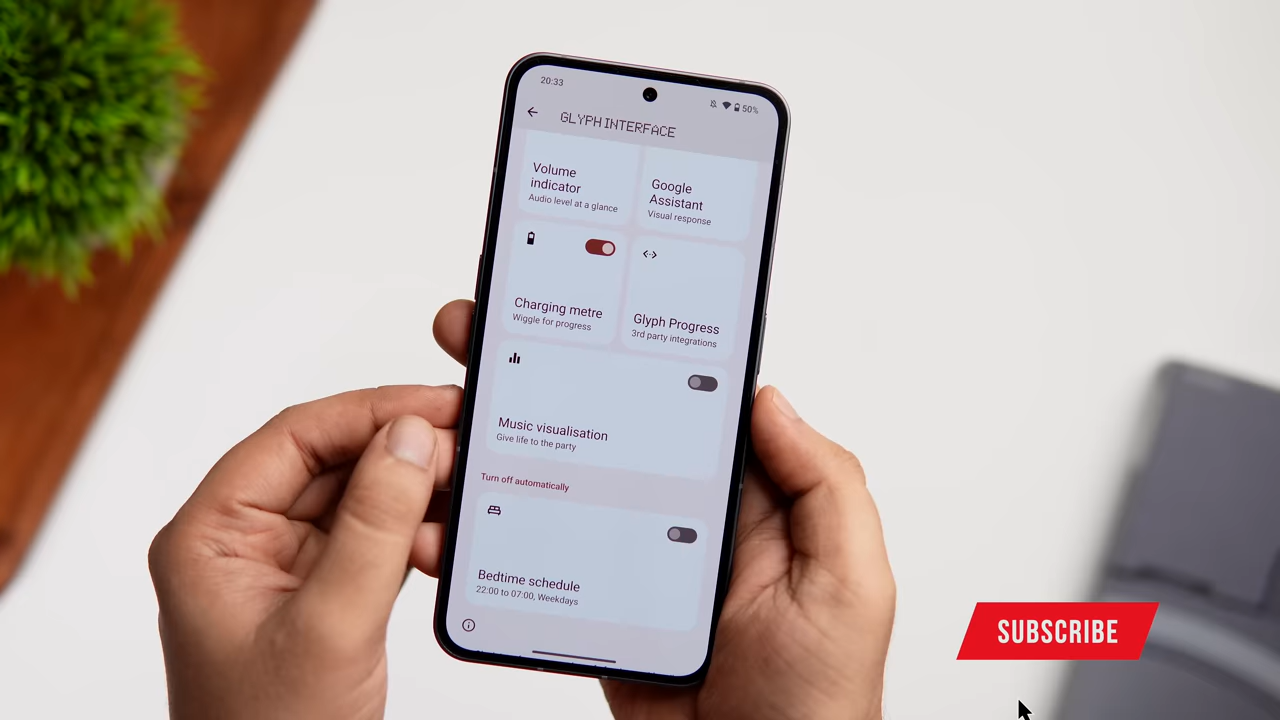 20:33
50%
GLYPH INTERFACE
Volume
indicator
Audio level at a glance
Google
Assistant
Visual response
Charging metre
Wiggle for progress
Glyph Progress
3rd party integrations
Music visualisation
Give life to the party
Turn off automatically
Bedtime schedule
22:00 to 07:00, Weekdays
SUBSCRIBE